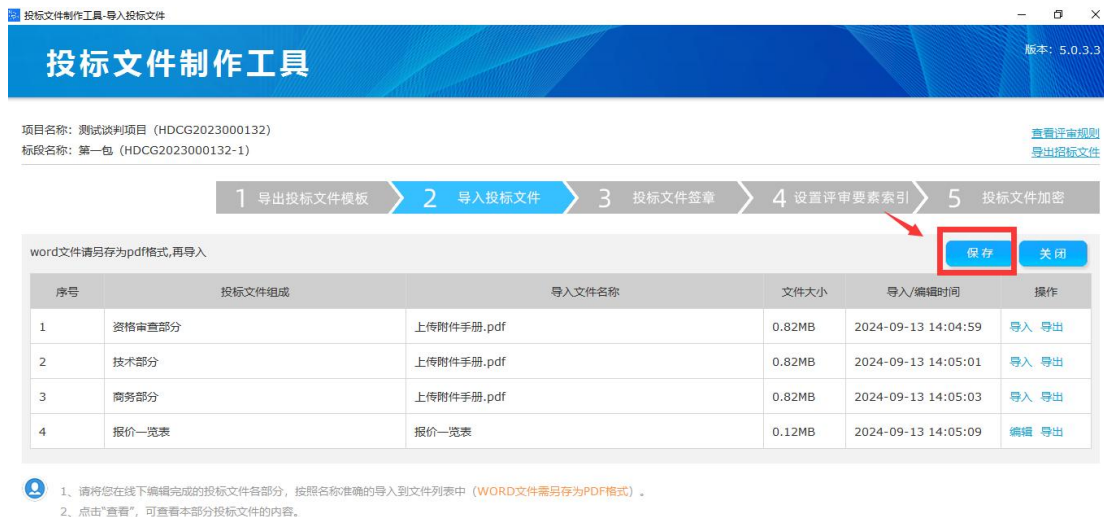 投标文件制作工具-导入投标文件
投标文件制作工具
版本：5.0.3.3
项目名称：测试谈判项目（HDCG2023000132）
查看评审规则
标段名称：第一包（HDCG2023000132-1）
导出招标文件
1 导出投标文件模板 2 导入投标文件 3 投标文件签章 4 设置评审要素索引 5 投标文件加密
word文件请另存为pdf格式,再导入 保存 关闭
序号 投标文件组成 导入文件名称 文件大小 导入/编辑时间 操作
1 资格审查部分 上传附件手册.pdf 0.82MB 2024-09-13 14:04:59 导入 导出
2 技术部分 上传附件手册.pdf 0.82MB 2024-09-13 14:05:01 导入 导出
3 商务部分 上传附件手册.pdf 0.82MB 2024-09-13 14:05:03 导入 导出
4 报价一览表 报价一览表 0.12MB 2024-09-13 14:05:09 编辑 导出
1、请将您在线下编辑完成的投标文件各部分，按照名称准确的导入到文件列表中（WORD文件需另存为PDF格式）。
2、点击"查看"，可查看本部分投标文件的内容。